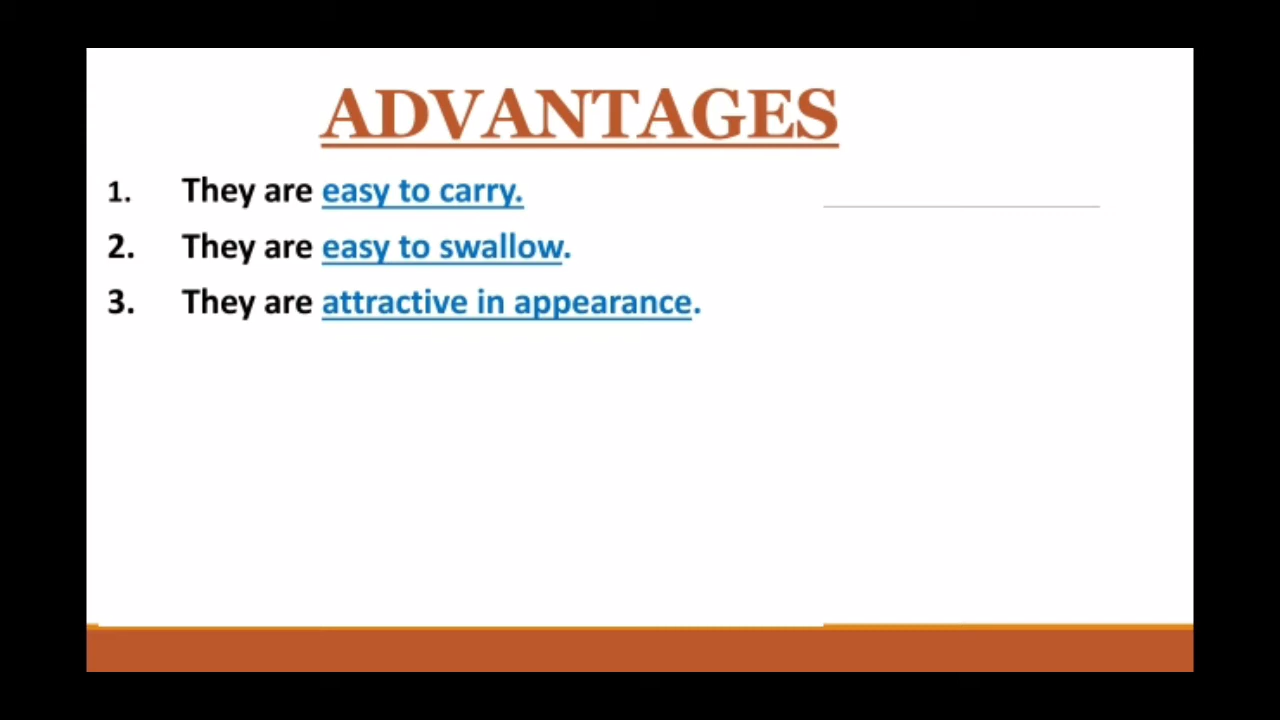 ADVANTAGES
1. They are easy to carry.
2. They are easy to swallow.
3. They are attractive in appearance.